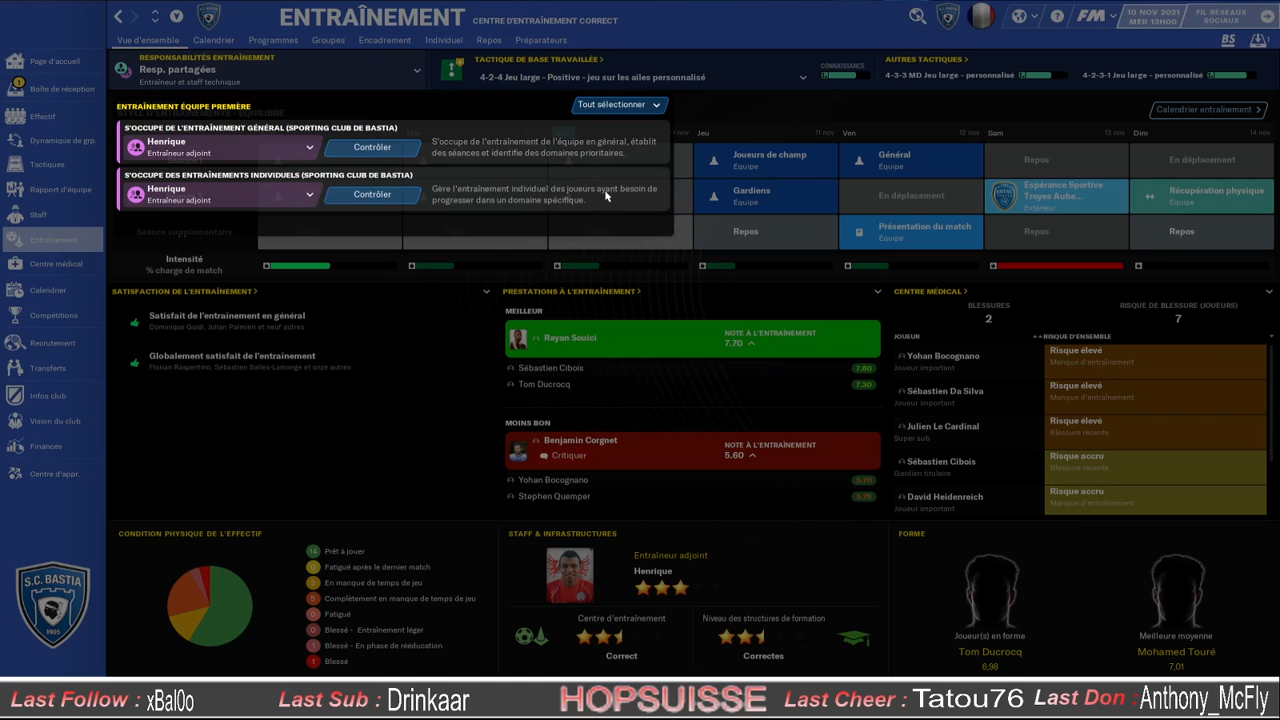 ENTRAÎNEMENT
CENTRE D'ENTRAÎNEMENT CORRECT
10 NOV 2021
MER 13H00
FIL RESEAUX
SOCIAUX
FM
Vue d'ensemble
Calendrier
Programmes
Groupes
Encadrement
Individuel
Repos
Préparateurs
BS
1
Page d'accueil
1
Boîte de réception
Effectif
Dynamique de grp.
Tactiques
Rapport d'équipe
Staff
Entraînement
Centre médical
Calendrier
Compétitions
Recrutement
Transferts
Infos club
Vision du club
Finances
Centre d'appr.
S.C. BASTIA
1905
RESPONSABILITÉS ENTRAÎNEMENT
Resp. partagées
Entraîneur et staff technique
TACTIQUE DE BASE TRAVAILLÉE >
4-2-4 Jeu large - Positive - jeu sur les ailes personnalisé
CONNAISSANCE
AUTRES TACTIQUES >
4-3-3 MD Jeu large - personnalisé
4-2-3-1 Jeu large - personnalisé
ENTRAÎNEMENT ÉQUIPE PREMIÈRE
Tout sélectionner
S'OCCUPE DE L'ENTRAÎNEMENT GÉNÉRAL (SPORTING CLUB DE BASTIA)
Henrique
Entraîneur adjoint
Contrôler
S'occupe de l'entraînement de l'équipe en général, établit
des séances et identifie des domaines prioritaires.
S'OCCUPE DES ENTRAÎNEMENTS INDIVIDUELS (SPORTING CLUB DE BASTIA)
Henrique
Entraîneur adjoint
Contrôler
Gère l'entraînement individuel des joueurs ayant besoin de
progresser dans un domaine spécifique.
Séance supplémentaire
Calendrier entraînement >
nov
Jeu
11 nov
Ven
12 nov
Sam
13 nov
Dim
14 nov
Joueurs de champ
Équipe
Général
Équipe
Repos
En déplacement
Gardiens
Équipe
En déplacement
Espérance Sportive
Troyes Aube...
Extérieur
Récupération physique
Équipe
Repos
Présentation du match
Équipe
Repos
Repos
Intensité
% charge de match
SATISFACTION DE L'ENTRAÎNEMENT >
Satisfait de l'entraînement en général
Dominique Guidi, Julian Palmieri et neuf autres
Globalement satisfait de l'entraînement
Florian Raspentino, Sébastien Salles-Lamonge et onze autres
PRESTATIONS À L'ENTRAÎNEMENT >
MEILLEUR
Rayan Souici
NOTE À L'ENTRAÎNEMENT
7.70
Sébastien Cibois
7.60
Tom Ducrocq
7.30
MOINS BON
Benjamin Corgnet
Critiquer
NOTE À L'ENTRAÎNEMENT
5.60
Yohan Bocognano
5.70
Stephen Quemper
5.75
CENTRE MÉDICAL >
BLESSURES
2
RISQUE DE BLESSURE (JOUEURS)
7
JOUEUR
RISQUE D'ENSEMBLE
Yohan Bocognano
Joueur important
Risque élevé
Manque d'entraînement
Sébastien Da Silva
Joueur important
Risque élevé
Manque d'entraînement
Julien Le Cardinal
Super sub
Risque élevé
Blessure récente
Sébastien Cibois
Gardien titulaire
Risque accru
Blessure récente
David Heidenreich
Joueur important
Risque accru
Manque d'entraînement
CONDITION PHYSIQUE DE L'EFFECTIF
14 Prêt à jouer
0 Fatigué après le dernier match
3 En manque de temps de jeu
5 Complètement en manque de temps de jeu
0 Fatigué
0 Blessé - Entraînement léger
1 Blessé - En phase de rééducation
1 Blessé
STAFF & INFRASTRUCTURES
Entraîneur adjoint
Henrique
Centre d'entraînement
Correct
Niveau des structures de formation
Correctes
FORME
Joueur(s) en forme
Tom Ducrocq
6,98
Meilleure moyenne
Mohamed Touré
7,01
Last Follow : xBal0o
Last Sub : Drinkaar
HOPSUISSE
Last Cheer : Tatou76
Last Don : Anthony_McFly